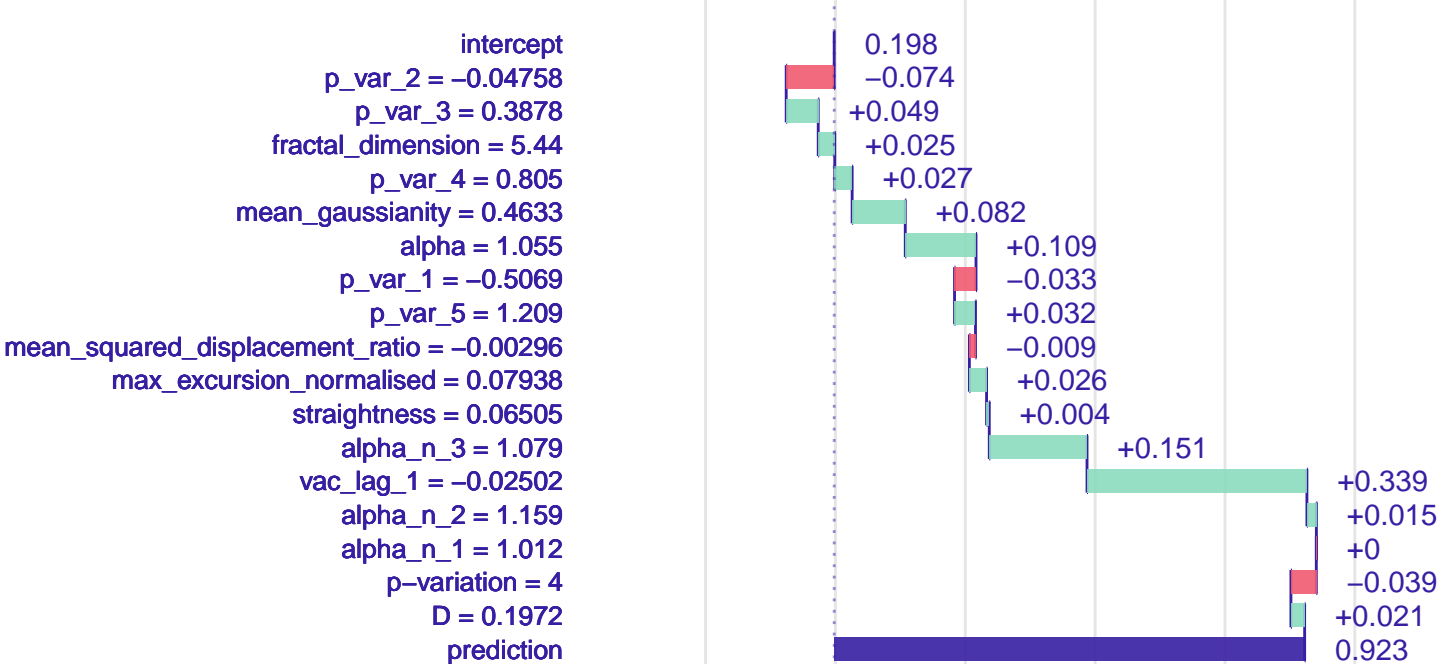 intercept 0.198
p_var_2 = −0.04758 −0.074
p_var_3 = 0.3878 +0.049
fractal_dimension = 5.44 +0.025
p_var_4 = 0.805 +0.027
mean_gaussianity = 0.4633 +0.082
alpha = 1.055 +0.109
p_var_1 = −0.5069 −0.033
p_var_5 = 1.209 +0.032
mean_squared_displacement_ratio = −0.00296 −0.009
max_excursion_normalised = 0.07938 +0.026
straightness = 0.06505 +0.004
alpha_n_3 = 1.079 +0.151
vac_lag_1 = −0.02502 +0.339
alpha_n_2 = 1.159 +0.015
alpha_n_1 = 1.012 +0
p−variation = 4 −0.039
D = 0.1972 +0.021
prediction 0.923